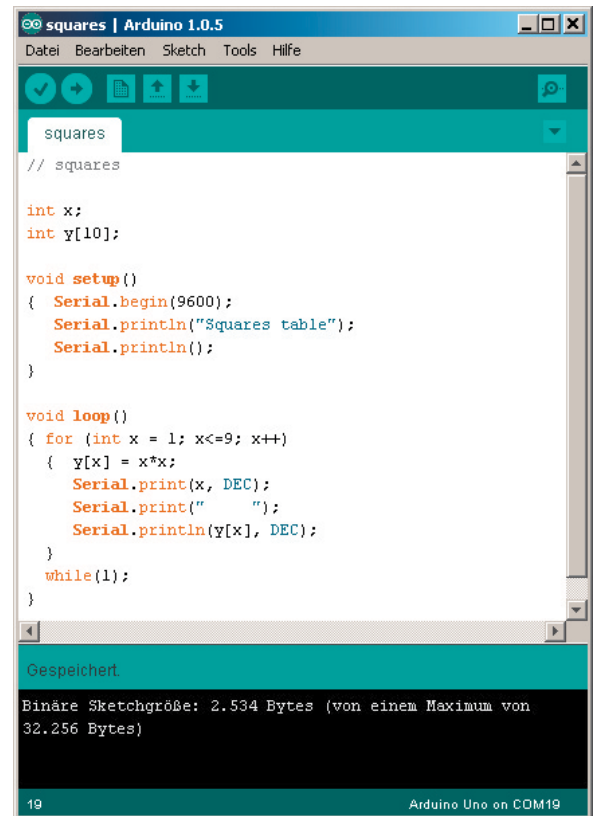 squares | Arduino 1.0.5
Datei Bearbeiten Sketch Tools Hilfe
squares
// squares
int x;
int y[10];
void setup()
{  Serial.begin(9600);
   Serial.println("Squares table");
   Serial.println();
}
void loop()
{ for (int x = 1; x<=9; x++)
  {  y[x] = x*x;
     Serial.print(x, DEC);
     Serial.print("     ");
     Serial.println(y[x], DEC);
  }
  while(1);
}
Gespeichert.
Binäre Sketchgröße: 2.534 Bytes (von einem Maximum von
32.256 Bytes)
19 Arduino Uno on COM19